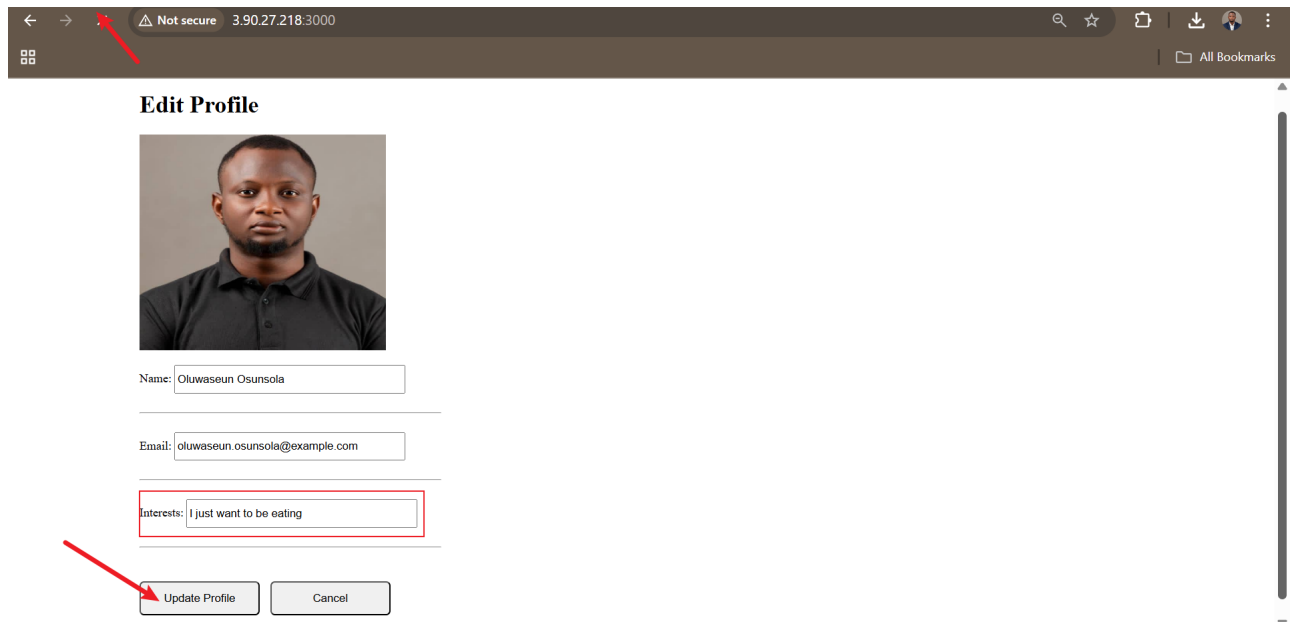 Not secure 3.90.27.218:3000
All Bookmarks
Edit Profile
Name: Oluwaseun Osunsola
Email: oluwaseun.osunsola@example.com
Interests: I just want to be eating
Update Profile Cancel